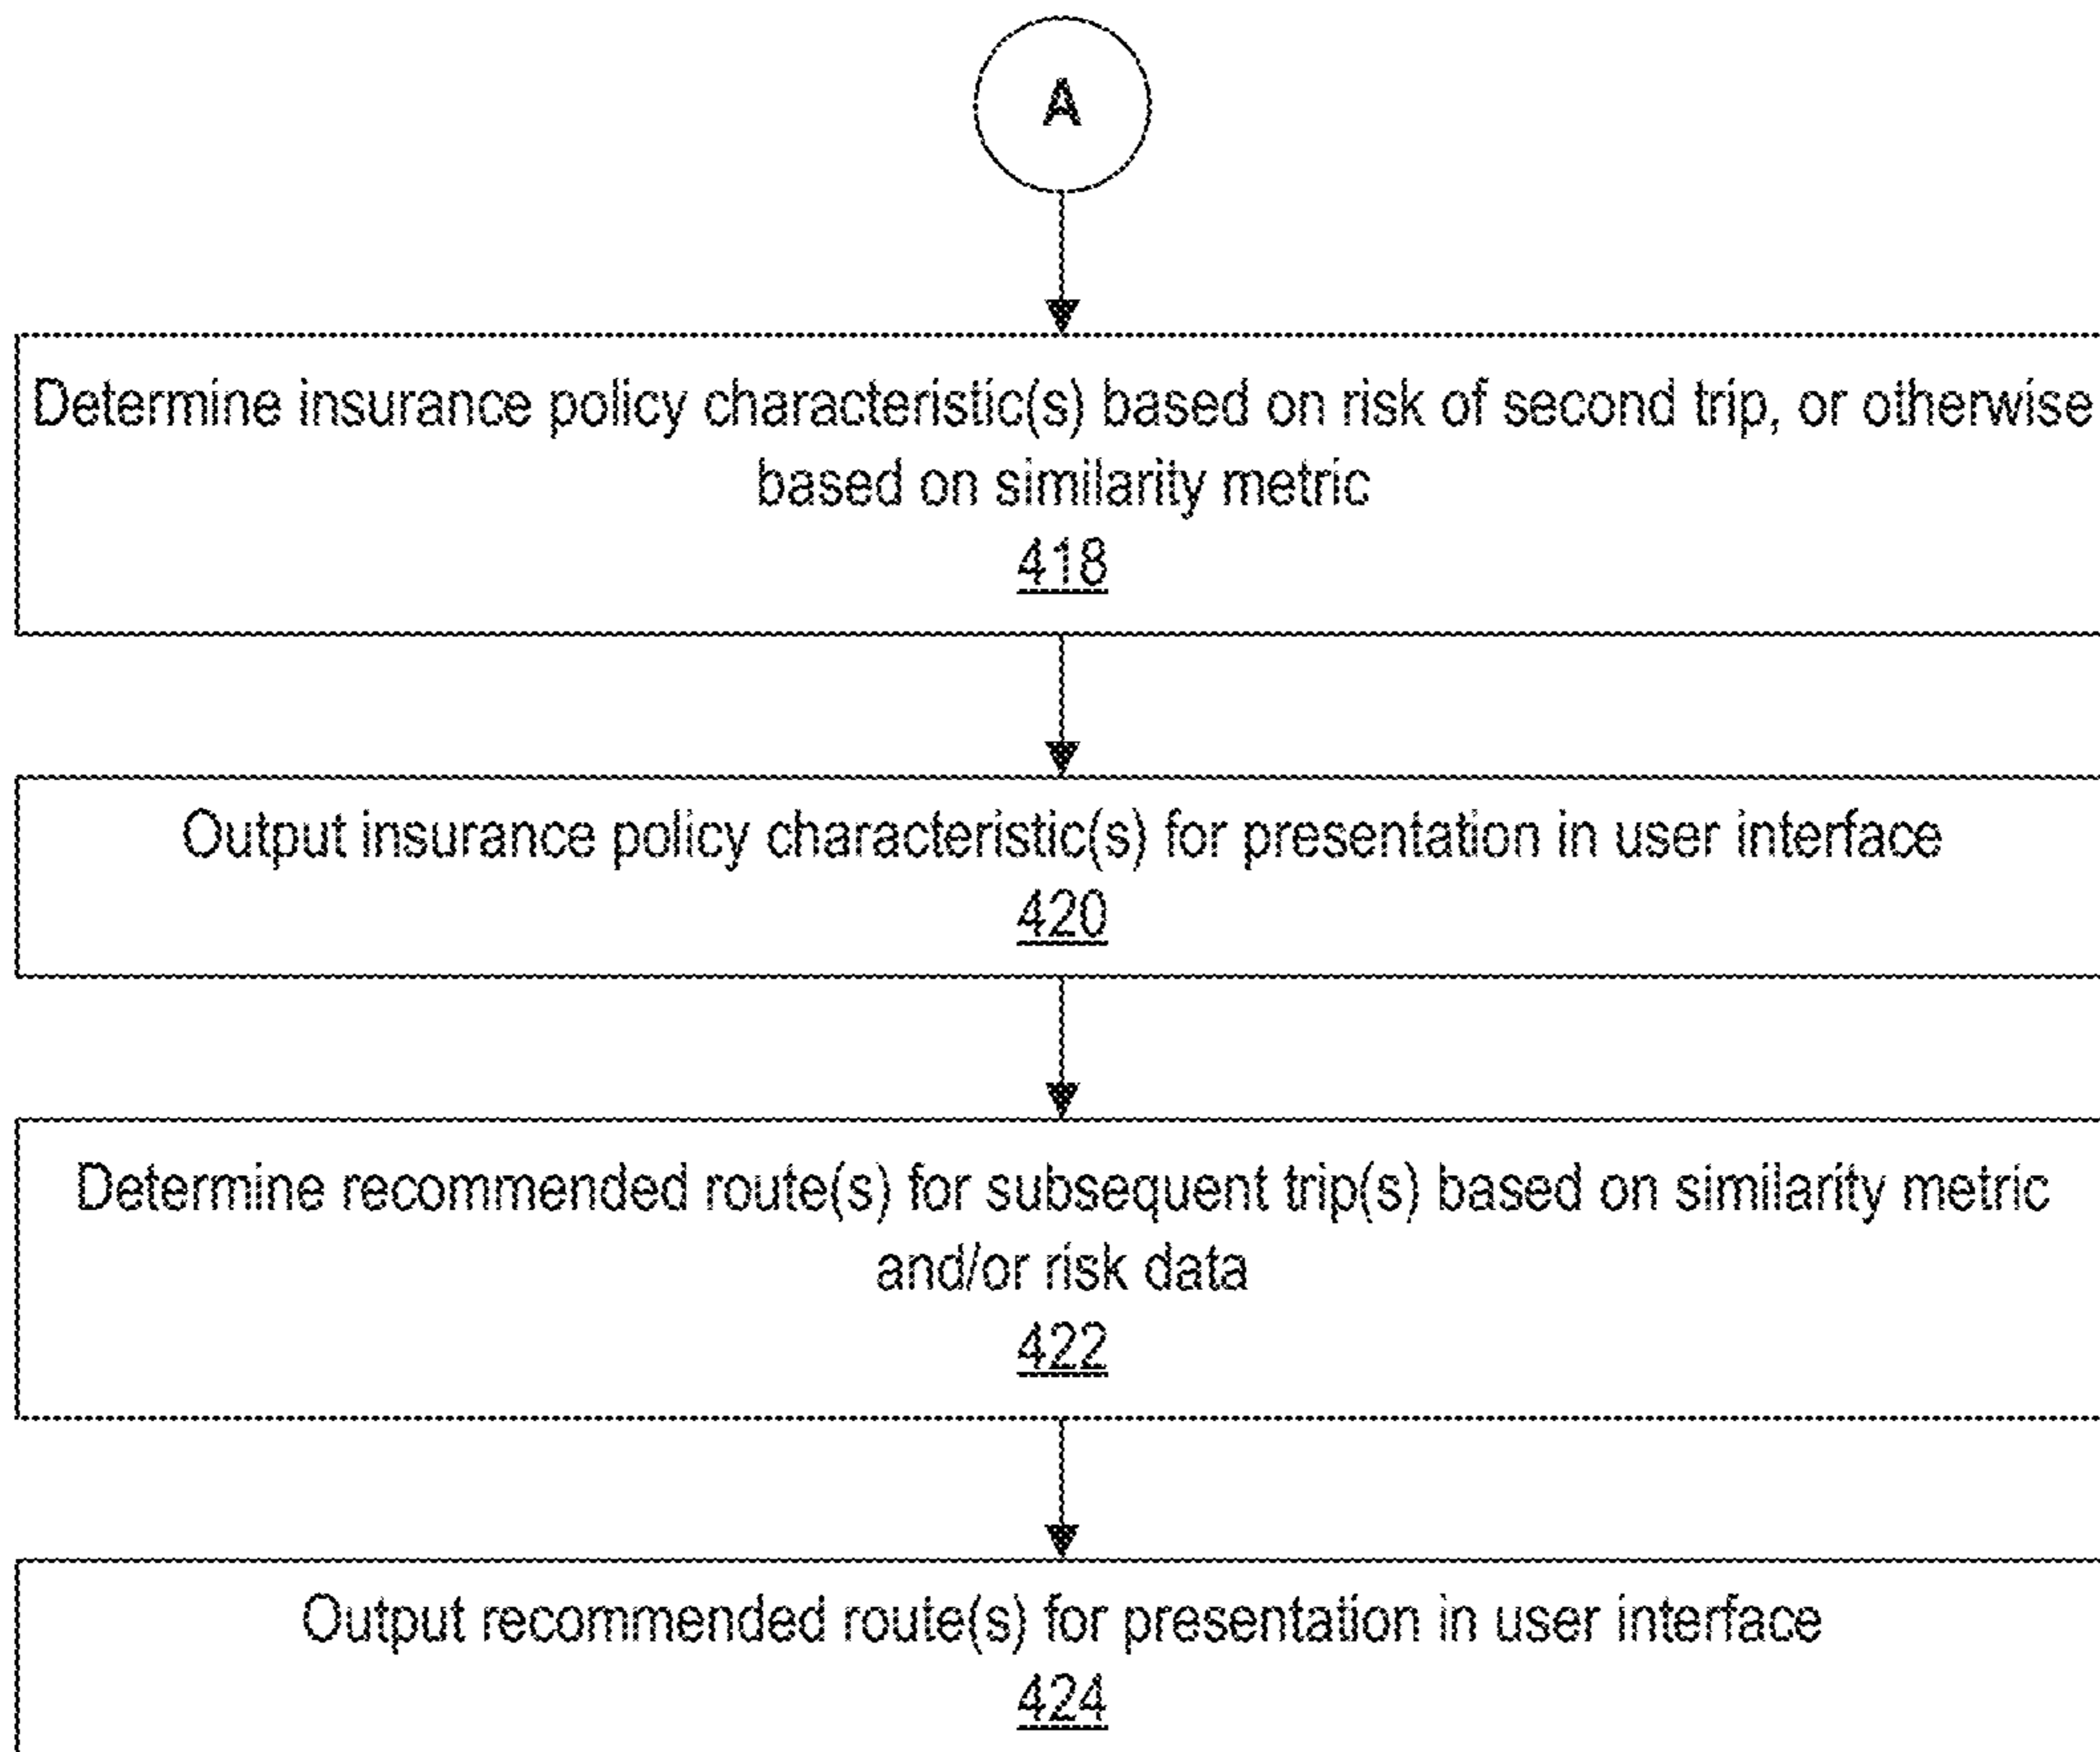 A
Determine insurance policy characteristic(s) based on risk of second trip, or otherwise
based on similarity metric
418
Output insurance policy characteristic(s) for presentation in user interface
420
Determine recommended route(s) for subsequent trip(s) based on similarity metric
and/or risk data
422
Output recommended route(s) for presentation in user interface
424